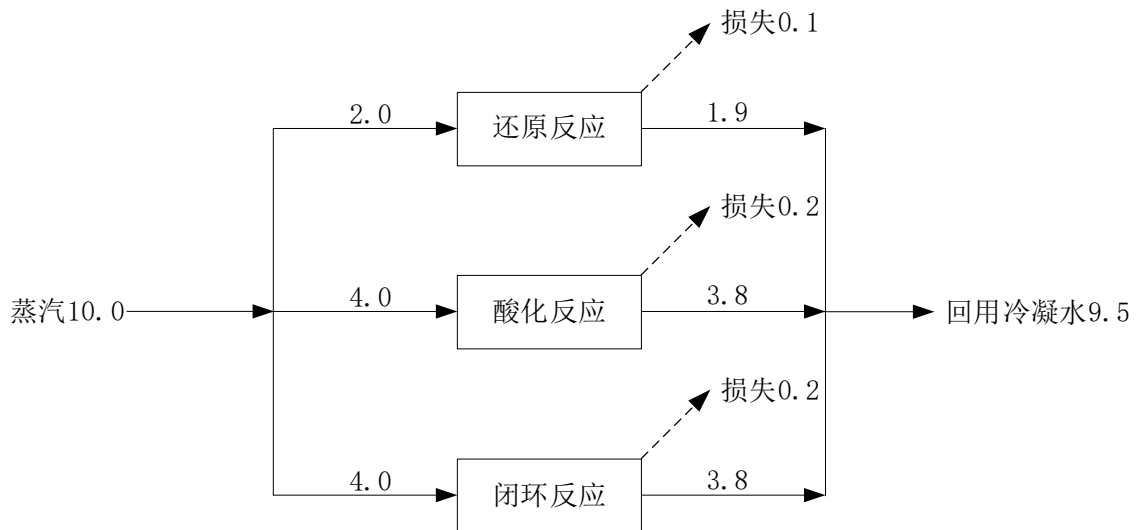 损失0.1
2.0
还原反应
1.9
损失0.2
蒸汽10.0
4.0
酸化反应
3.8
回用冷凝水9.5
损失0.2
4.0
闭环反应
3.8